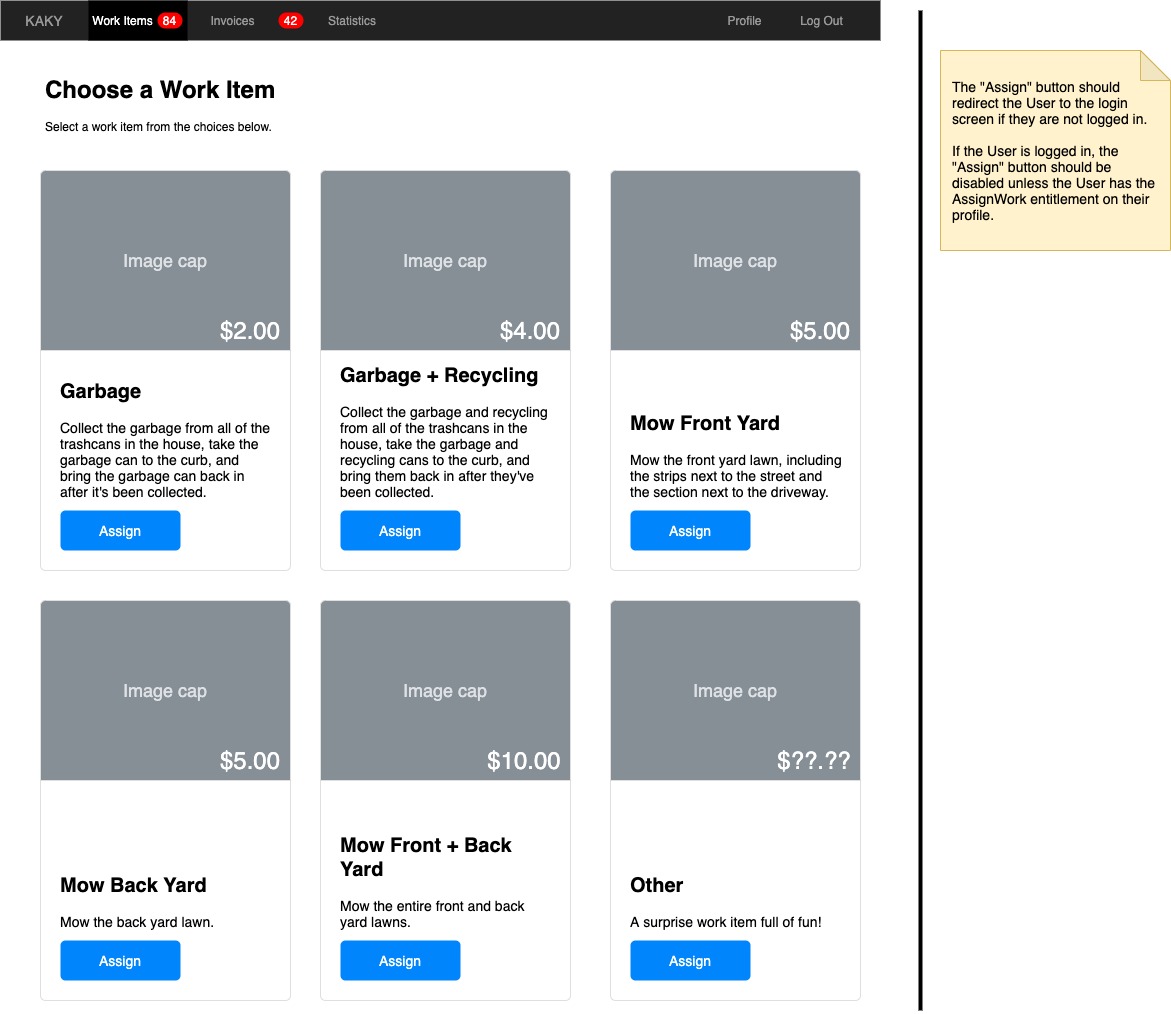 KAKY Work Items 84 Invoices 42 Statistics Profile Log Out
Choose a Work Item
Select a work item from the choices below.
Image cap
$2.00
Garbage
Collect the garbage from all of the
trashcans in the house, take the
garbage can to the curb, and
bring the garbage can back in
after it's been collected.
Assign
Image cap
$4.00
Garbage + Recycling
Collect the garbage and recycling
from all of the trashcans in the
house, take the garbage and
recycling cans to the curb, and
bring them back in after they've
been collected.
Assign
Image cap
$5.00
Mow Front Yard
Mow the front yard lawn, including
the strips next to the street and
the section next to the driveway.
Assign
Image cap
$5.00
Mow Back Yard
Mow the back yard lawn.
Assign
Image cap
$10.00
Mow Front + Back
Yard
Mow the entire front and back
yard lawns.
Assign
Image cap
$??.??
Other
A surprise work item full of fun!
Assign
The "Assign" button should
redirect the User to the login
screen if they are not logged in.
If the User is logged in, the
"Assign" button should be
disabled unless the User has the
AssignWork entitlement on their
profile.